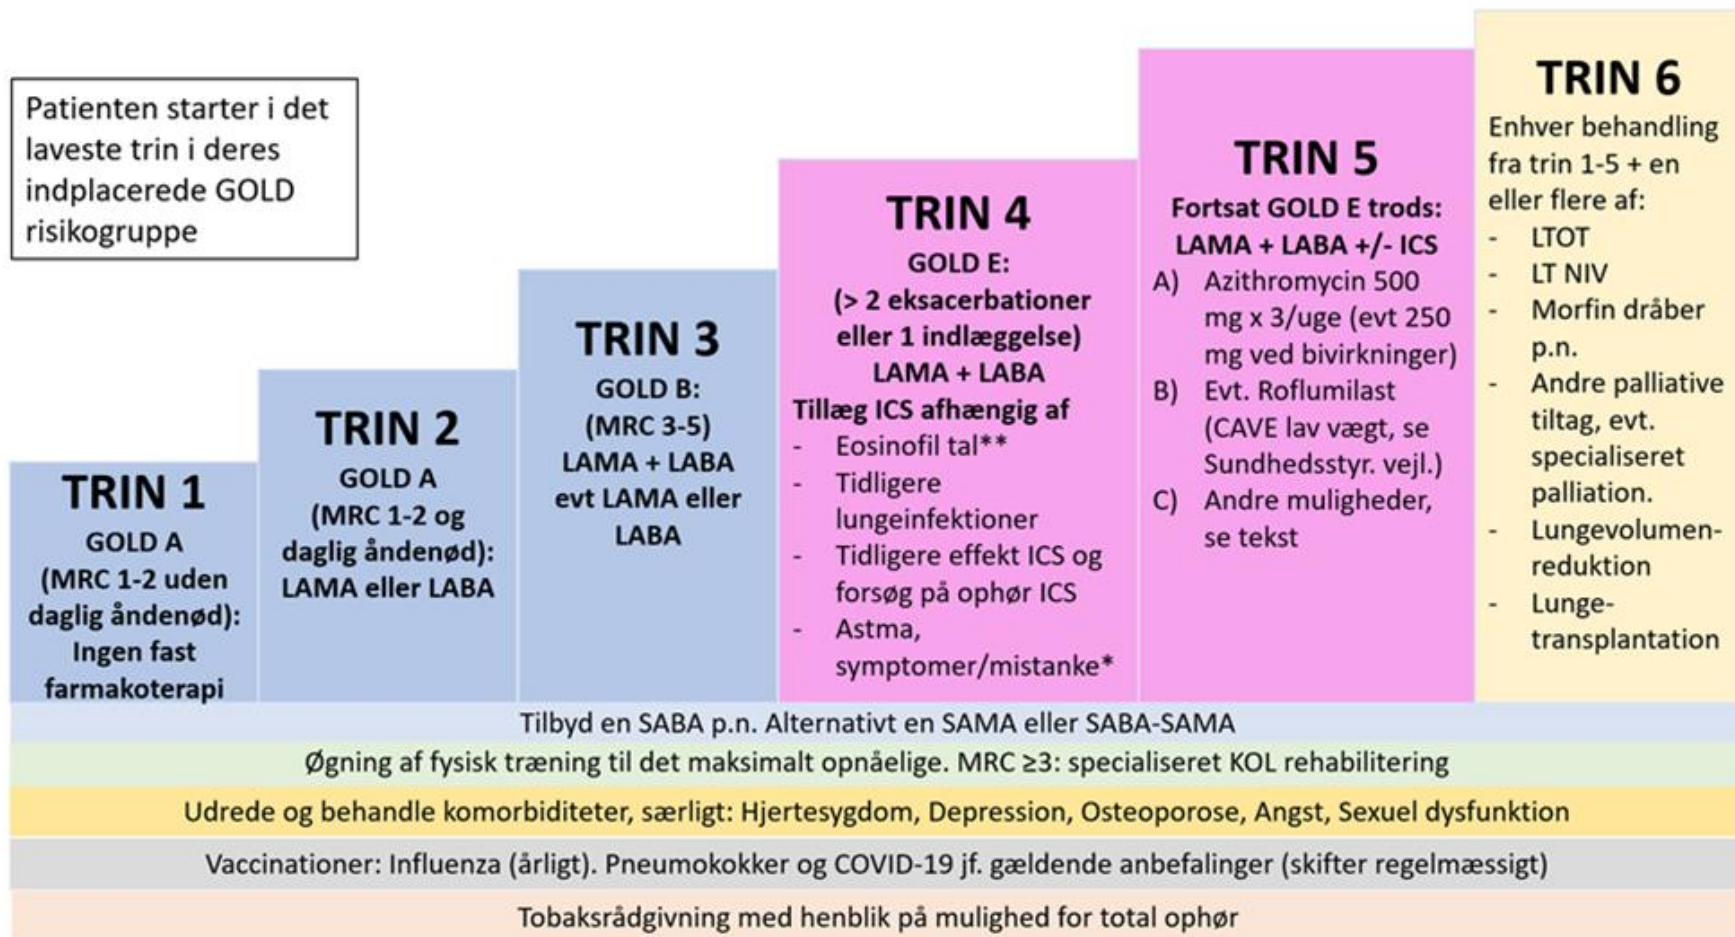 Patienten starter i det
laveste trin i deres
indplacerede GOLD
risikogruppe
TRIN 1
GOLD A
(MRC 1-2 uden
daglig åndenød):
Ingen fast
farmakoterapi
TRIN 2
GOLD A
(MRC 1-2 og
daglig åndenød):
LAMA eller LABA
TRIN 3
GOLD B:
(MRC 3-5)
LAMA + LABA
evt LAMA eller
LABA
TRIN 4
GOLD E:
(> 2 eksacerbationer
eller 1 indlæggelse)
LAMA + LABA
Tillæg ICS afhængig af
- Eosinofil tal**
- Tidligere
lungeinfektioner
- Tidligere effekt ICS og
forsøg på ophør ICS
- Astma,
symptomer/mistanke*
TRIN 5
Fortsat GOLD E trods:
LAMA + LABA +/- ICS
A) Azithromycin 500
mg x 3/uge (evt 250
mg ved bivirkninger)
B) Evt. Roflumilast
(CAVE lav vægt, se
Sundhedsstyr. vejl.)
C) Andre muligheder,
se tekst
TRIN 6
Enhver behandling
fra trin 1-5 + en
eller flere af:
- LTOT
- LT NIV
- Morfin dråber
p.n.
- Andre palliative
tiltag, evt.
specialiseret
palliation.
- Lungevolumen-
reduktion
- Lunge-
transplantation
Tilbyd en SABA p.n. Alternativt en SAMA eller SABA-SAMA
Øgning af fysisk træning til det maksimalt opnåelige. MRC ≥3: specialiseret KOL rehabilitering
Udrede og behandle komorbiditeter, særligt: Hjertesygdom, Depression, Osteoporose, Angst, Sexuel dysfunktion
Vaccinationer: Influenza (årligt). Pneumokokker og COVID-19 jf. gældende anbefalinger (skifter regelmæssigt)
Tobaksrådgivning med henblik på mulighed for total ophør